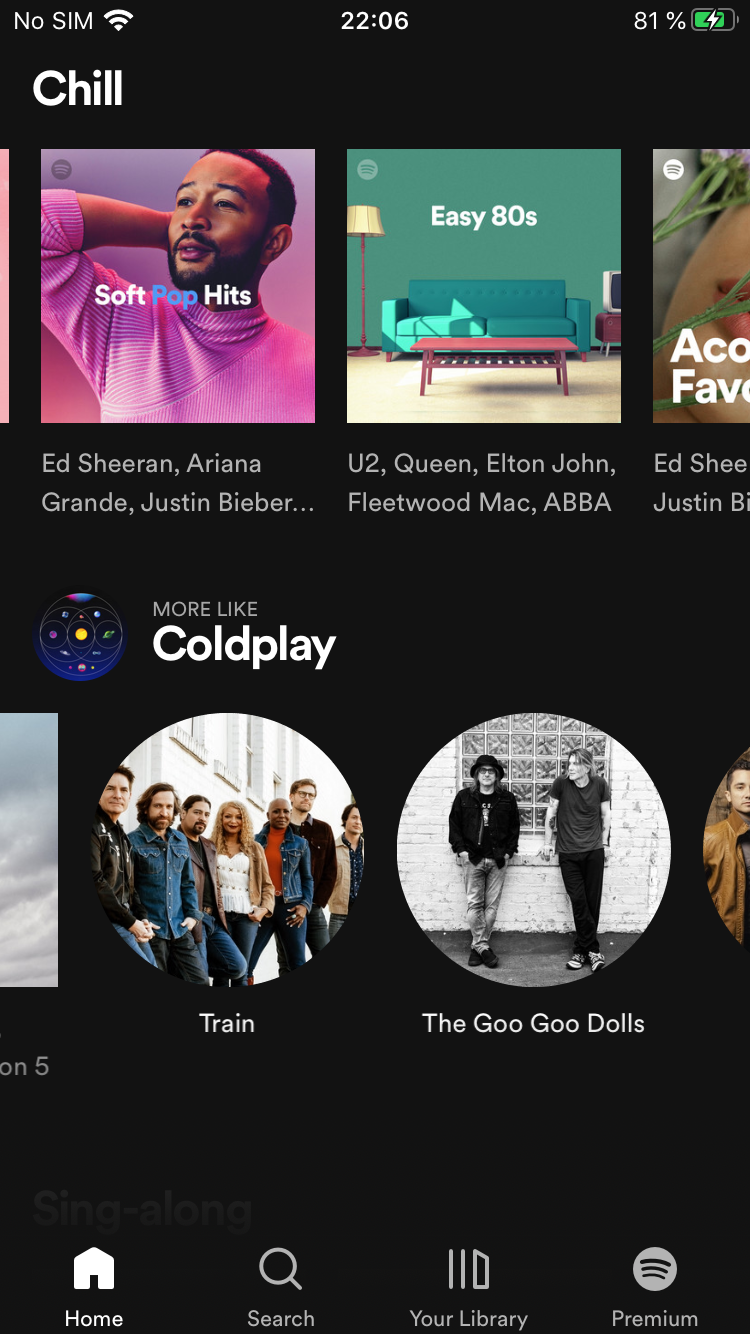 No SIM 22:06 81 %
Chill
Soft Pop Hits
Easy 80s
Aco
Favo
Ed Sheeran, Ariana
Grande, Justin Bieber...
U2, Queen, Elton John,
Fleetwood Mac, ABBA
Ed Shee
Justin Bi
MORE LIKE
Coldplay
on 5
Train
The Goo Goo Dolls
Sing-along
Home
Search
Your Library
Premium